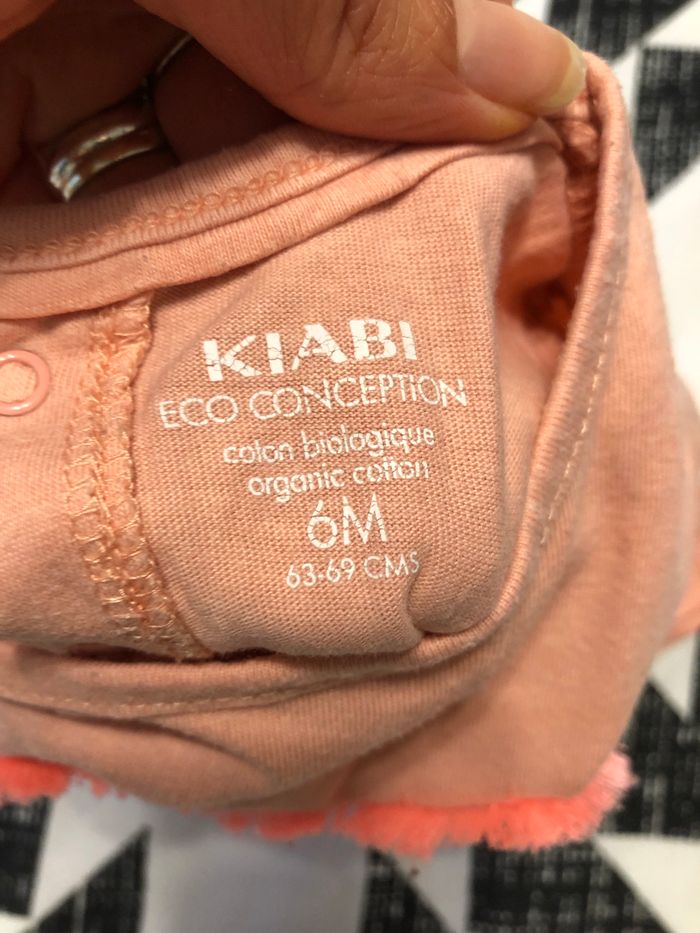 KIABI
ECO CONCEPTION
coton biologique
organic cotton
6M
63-69 CMS